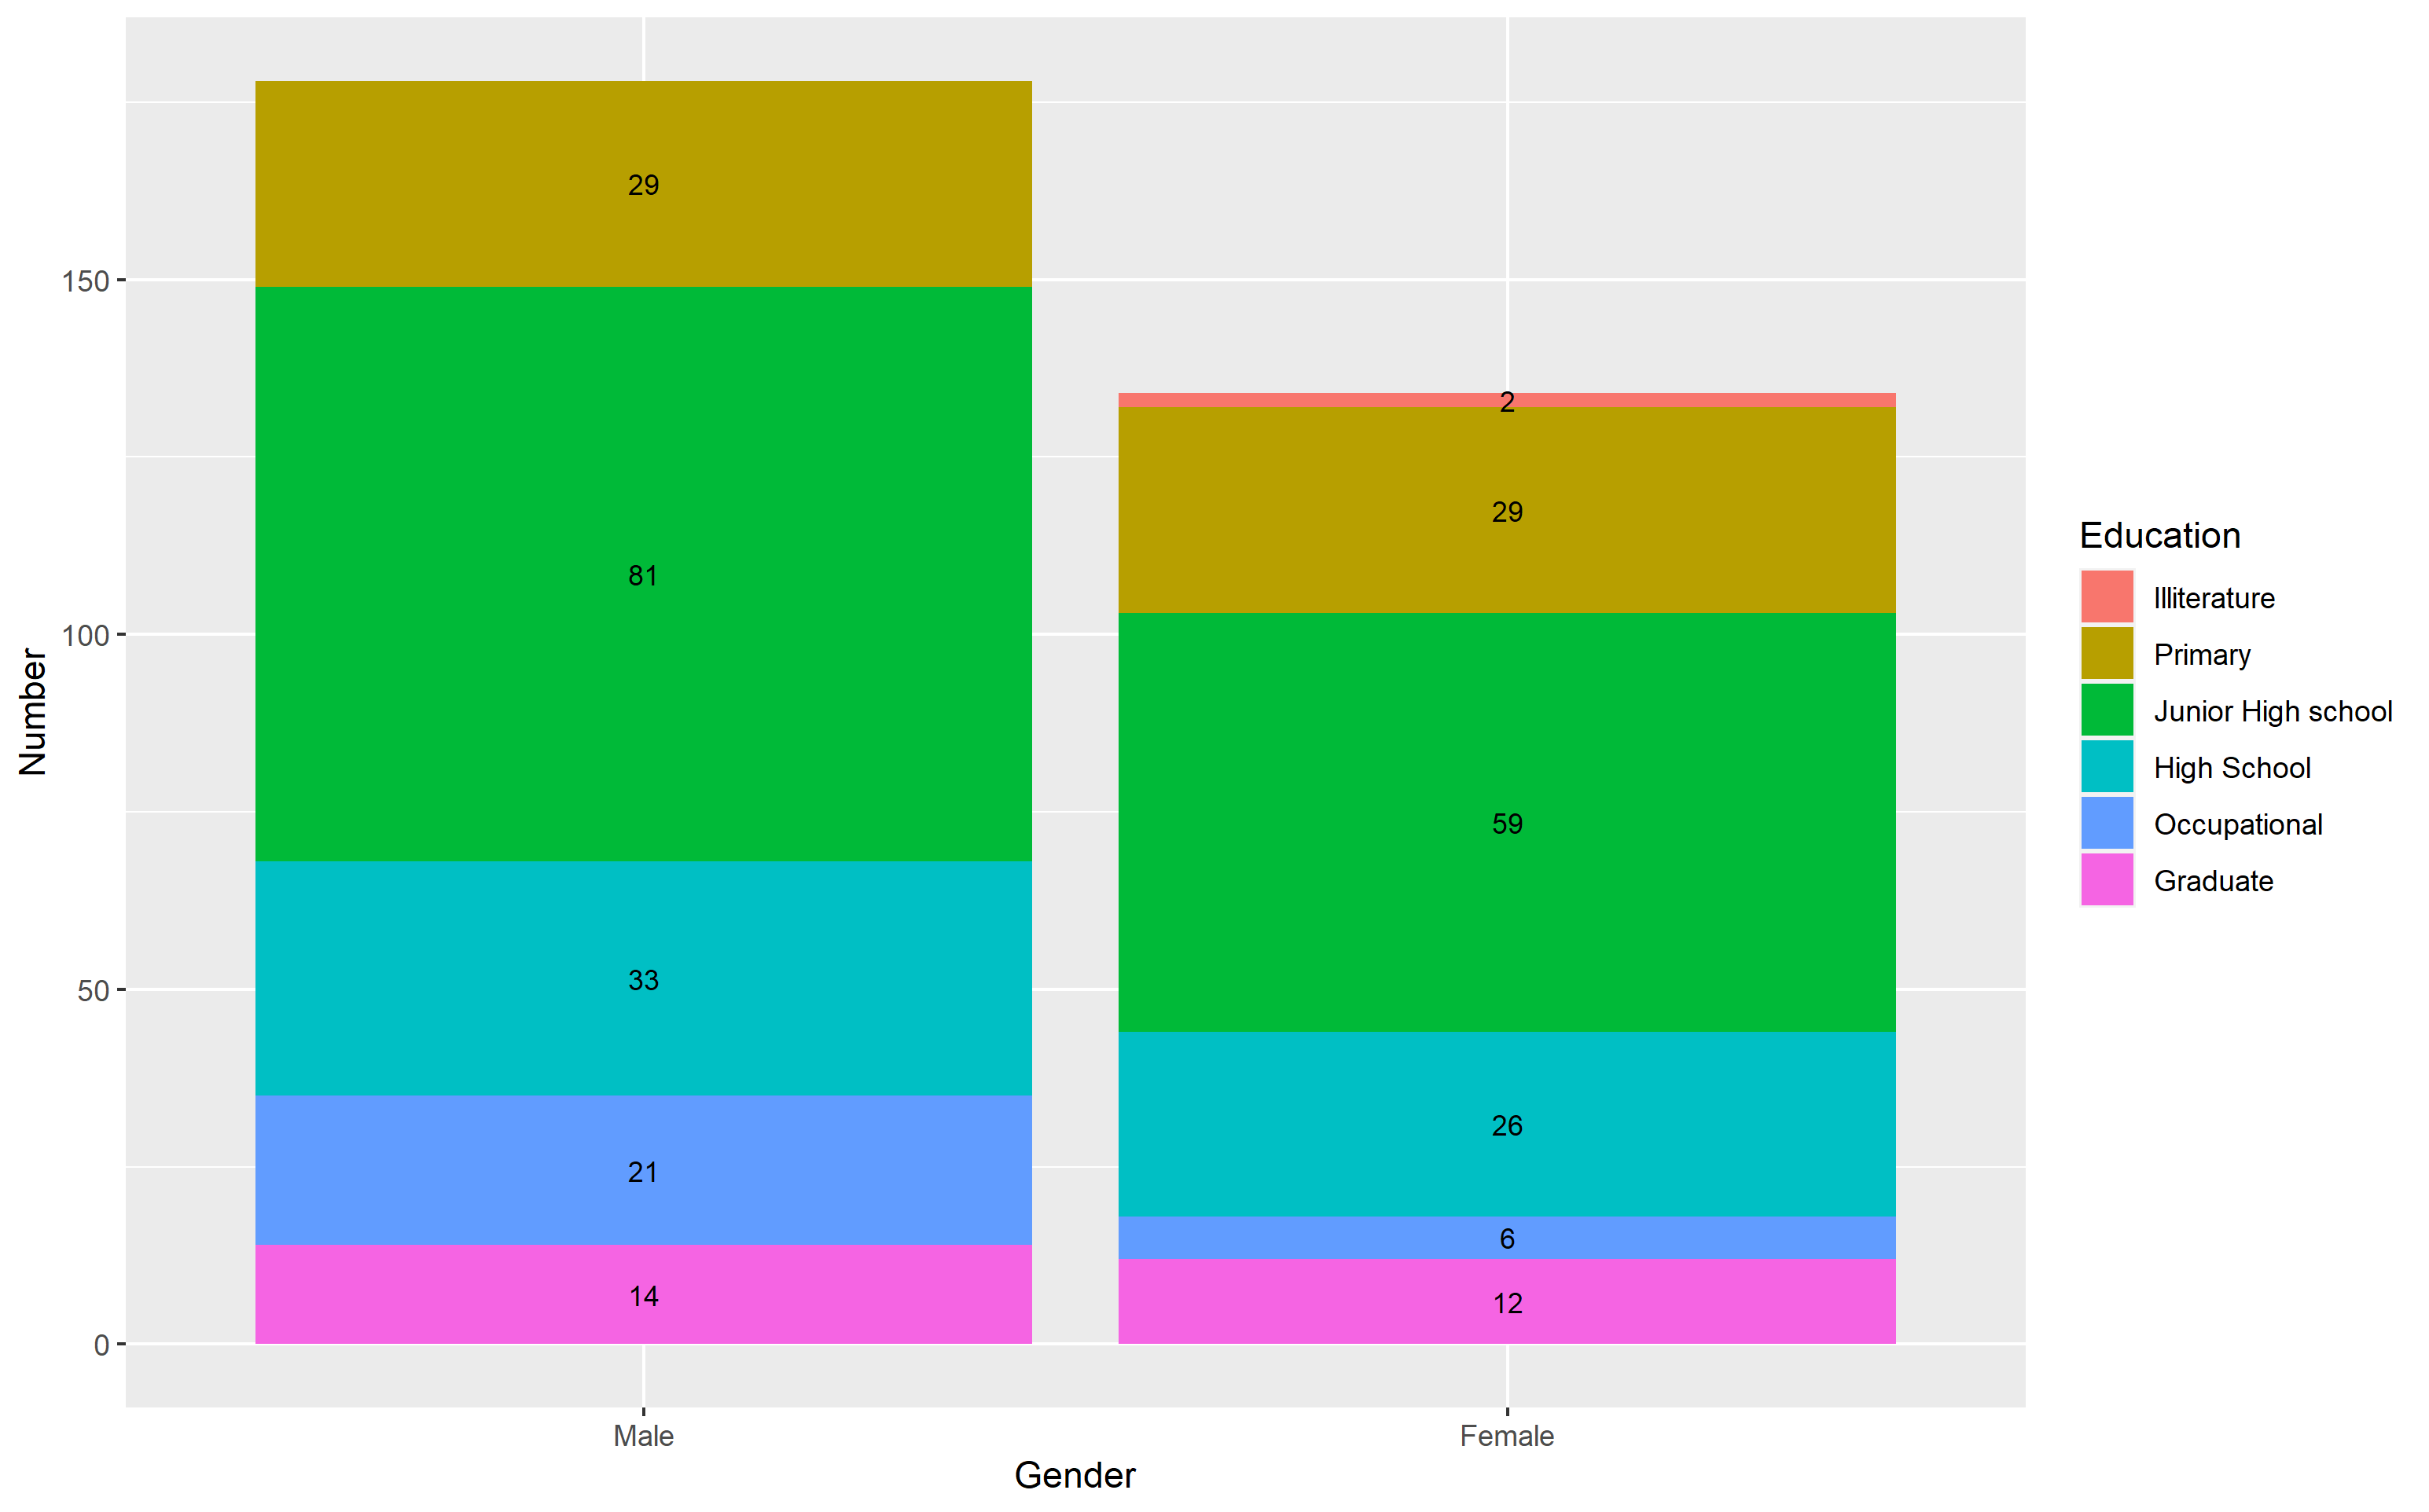 Number
150
100
50
0
29
81
33
21
14
2
29
59
26
6
12
Male
Female
Gender
Education
Illiterature
Primary
Junior High school
High School
Occupational
Graduate